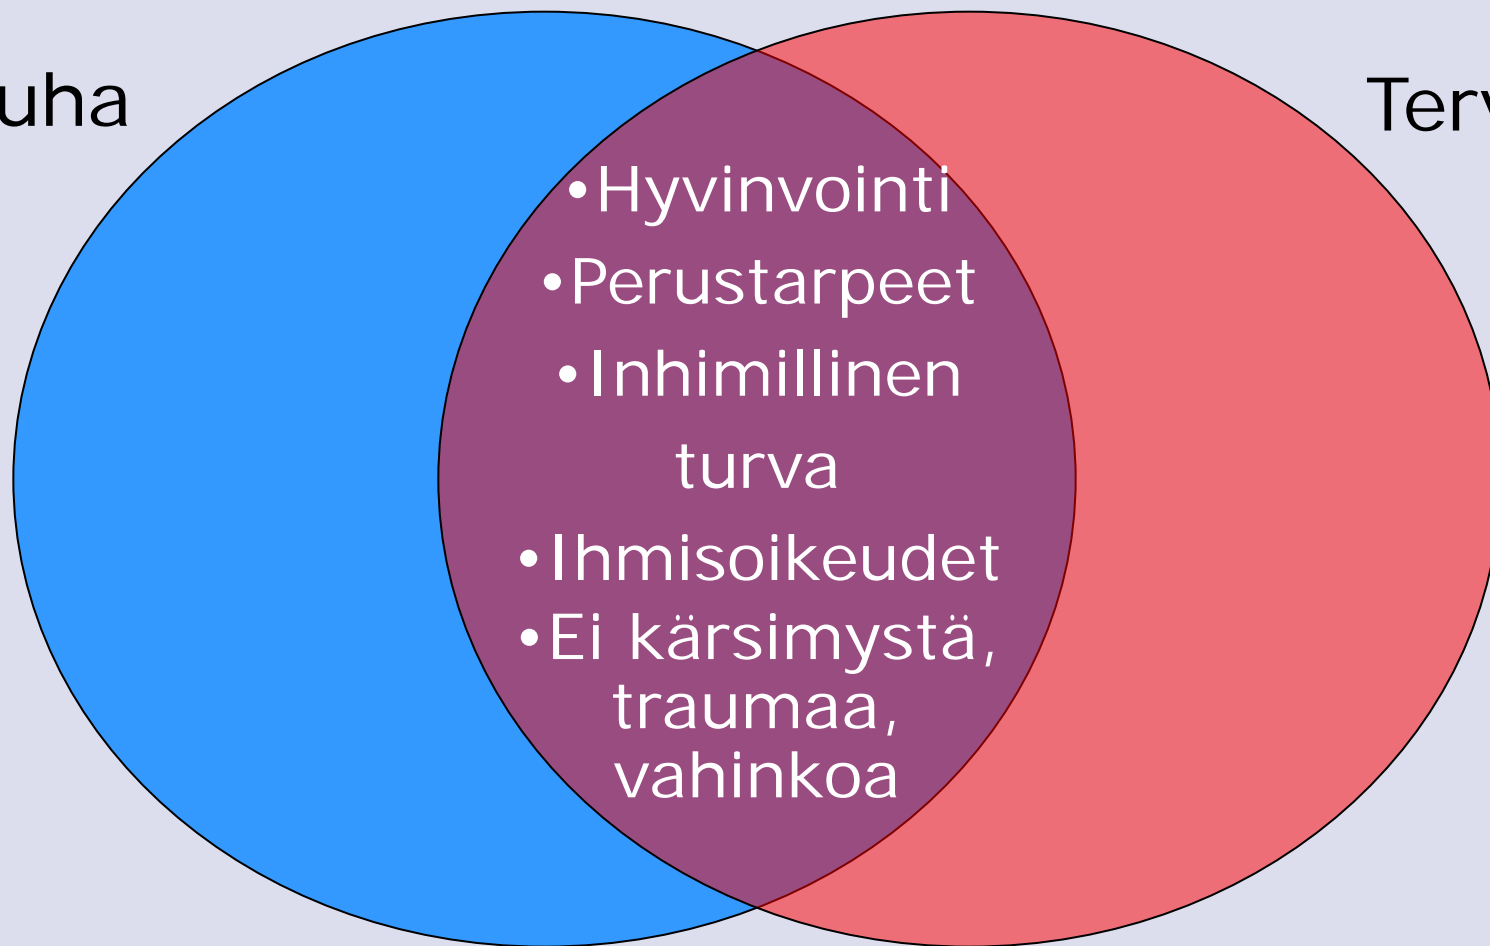 uha
Terv
•Hyvinvointi
•Perustarpeet
•Inhimillinen
turva
•Ihmisoikeudet
•Ei kärsimystä,
traumaa,
vahinkoa